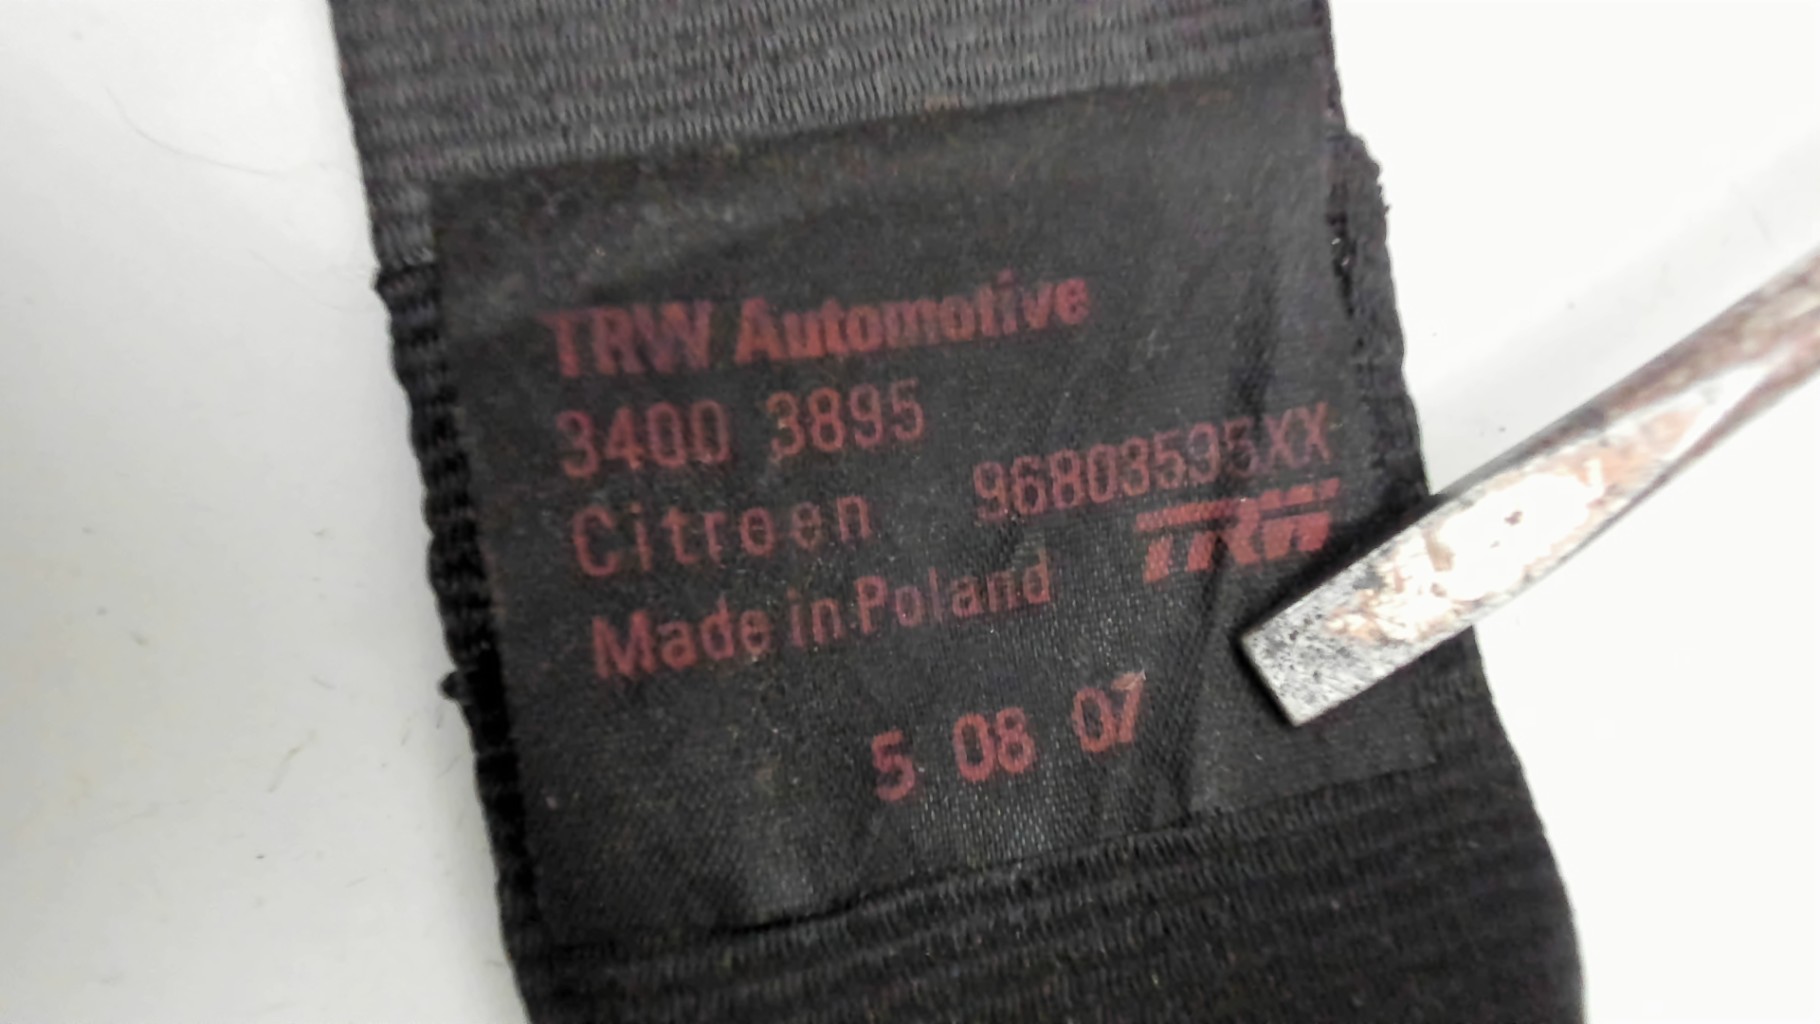 TRW Automotive
3400 3895
Citroen 96803595XX
Made in Poland TRW
5 08 07